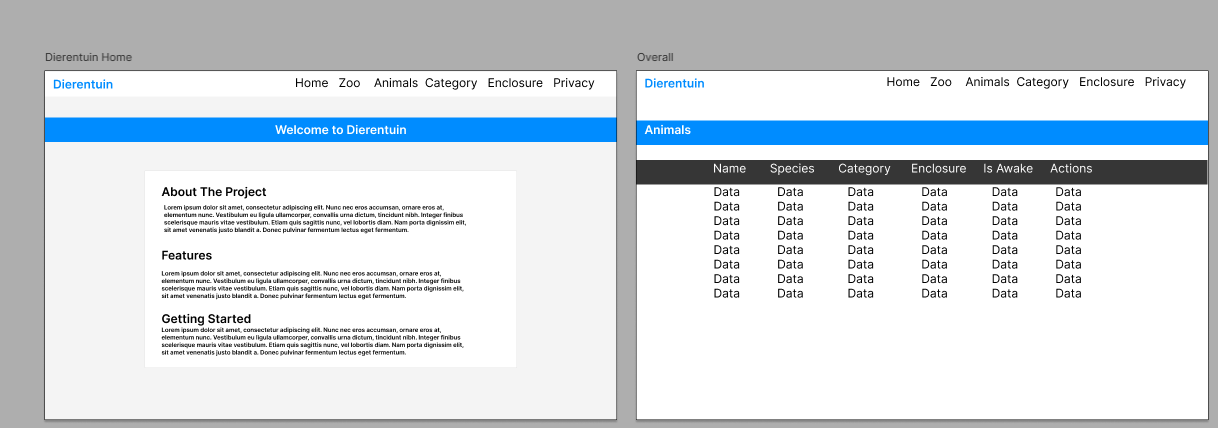 Dierentuin Home
Dierentuin Home Zoo Animals Category Enclosure Privacy
Welcome to Dierentuin
About The Project
Lorem ipsum dolor sit amet, consectetur adipiscing elit. Nunc nec eros accumsan, ornare eros at,
elementum nunc. Vestibulum eu ligula ullamcorper, convallis urna dictum, tincidunt nibh. Integer finibus
scelerisque mauris vitae vestibulum. Etiam quis sagittis nunc, vel lobortis diam. Nam porta dignissim elit,
sit amet venenatis justo blandit a. Donec pulvinar fermentum lectus eget fermentum.
Features
Lorem ipsum dolor sit amet, consectetur adipiscing elit. Nunc nec eros accumsan, ornare eros at,
elementum nunc. Vestibulum eu ligula ullamcorper, convallis urna dictum, tincidunt nibh. Integer finibus
scelerisque mauris vitae vestibulum. Etiam quis sagittis nunc, vel lobortis diam. Nam porta dignissim elit,
sit amet venenatis justo blandit a. Donec pulvinar fermentum lectus eget fermentum.
Getting Started
Lorem ipsum dolor sit amet, consectetur adipiscing elit. Nunc nec eros accumsan, ornare eros at,
elementum nunc. Vestibulum eu ligula ullamcorper, convallis urna dictum, tincidunt nibh. Integer finibus
scelerisque mauris vitae vestibulum. Etiam quis sagittis nunc, vel lobortis diam. Nam porta dignissim elit,
sit amet venenatis justo blandit a. Donec pulvinar fermentum lectus eget fermentum.
Overall
Dierentuin Home Zoo Animals Category Enclosure Privacy
Animals
Name Species Category Enclosure Is Awake Actions
Data Data Data Data Data Data
Data Data Data Data Data Data
Data Data Data Data Data Data
Data Data Data Data Data Data
Data Data Data Data Data Data
Data Data Data Data Data Data
Data Data Data Data Data Data
Data Data Data Data Data Data